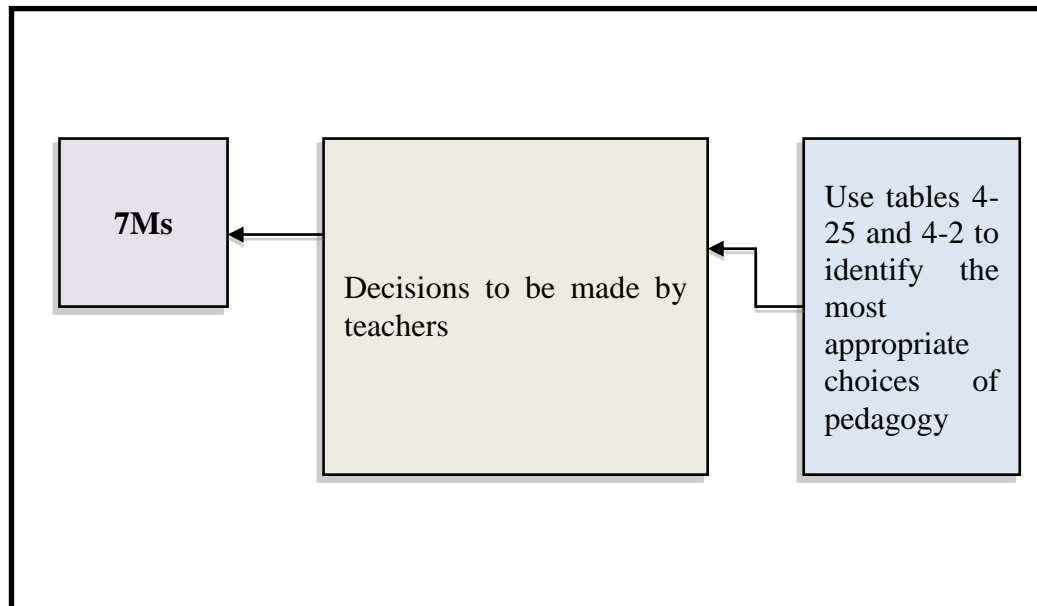 7Ms
Decisions to be made by
teachers
Use tables 4-
25 and 4-2 to
identify the
most
appropriate
choices of
pedagogy